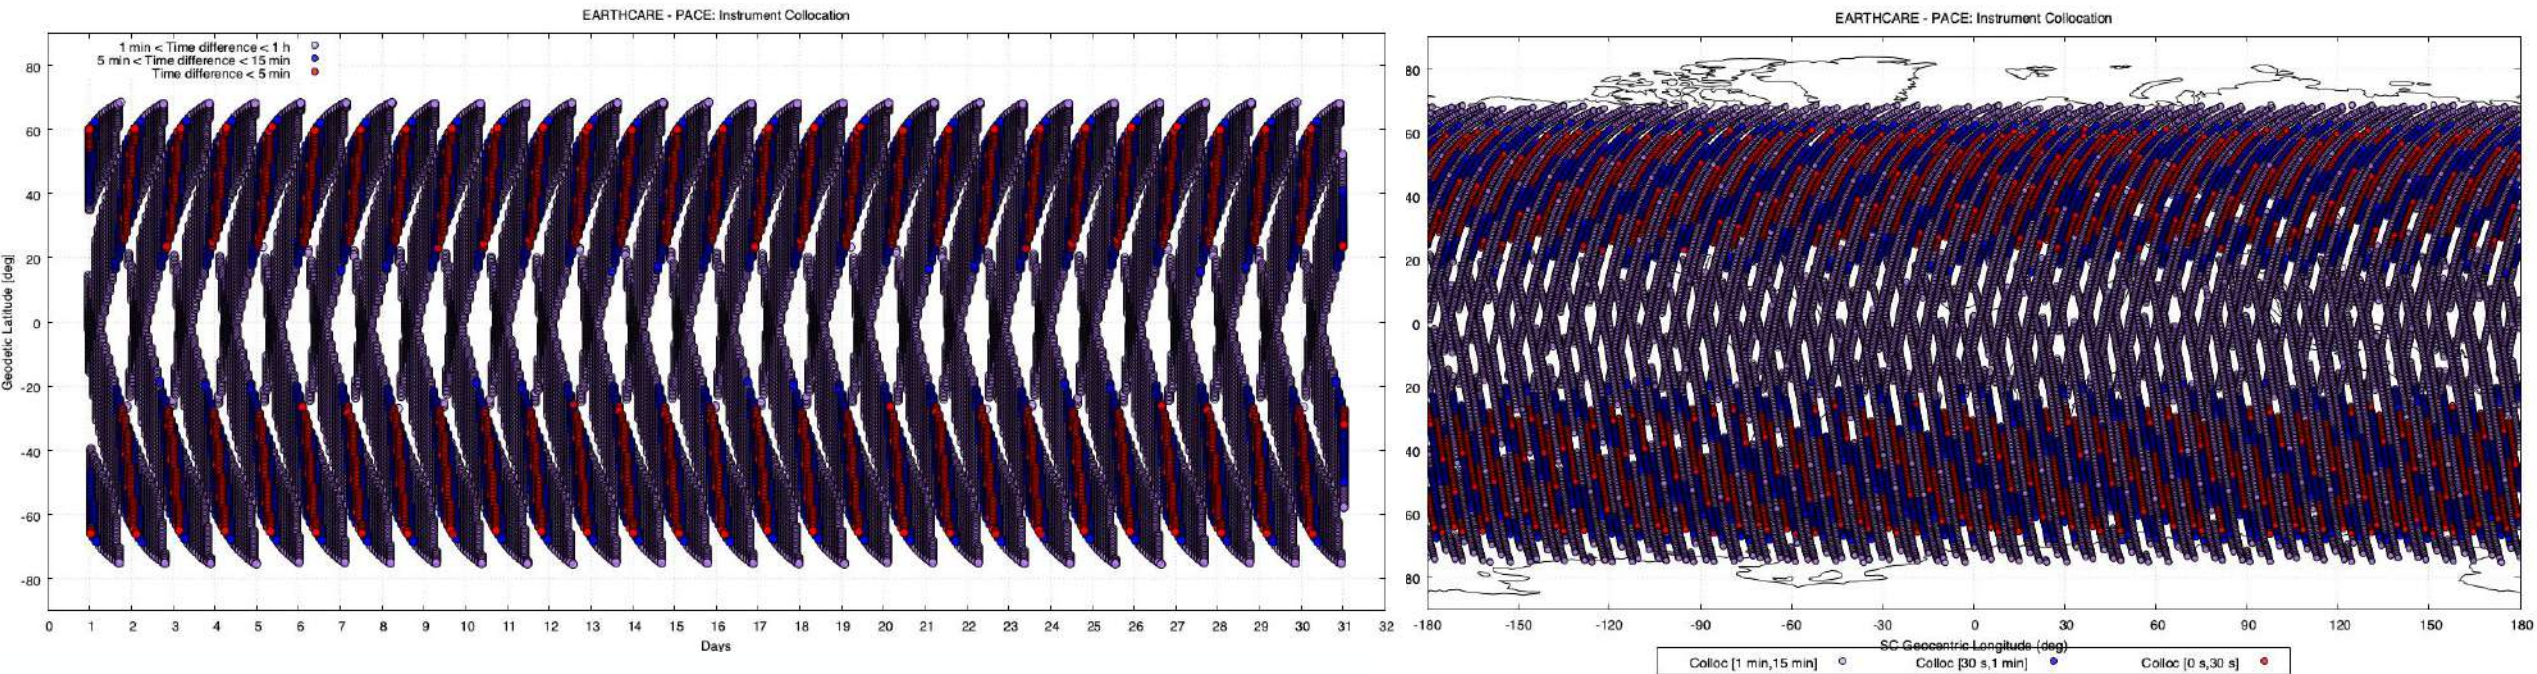 EARTHCARE - PACE: Instrument Collocation
1 min < Time difference < 1 h
5 min < Time difference < 15 min
Time difference < 5 min
80
60
40
20
0
-20
-40
-60
-80
Geodetic Latitude [deg]
0 1 2 3 4 5 6 7 8 9 10 11 12 13 14 15 16 17 18 19 20 21 22 23 24 25 26 27 28 29 30 31 32
Days
EARTHCARE - PACE: Instrument Collocation
80
60
40
20
0
20
40
60
80
-180 -150 -120 -90 -60 -30 0 30 60 90 120 150 180
SC Geocentric Longitude (deg)
Colloc [1 min,15 min] Colloc [30 s,1 min] Colloc [0 s,30 s]